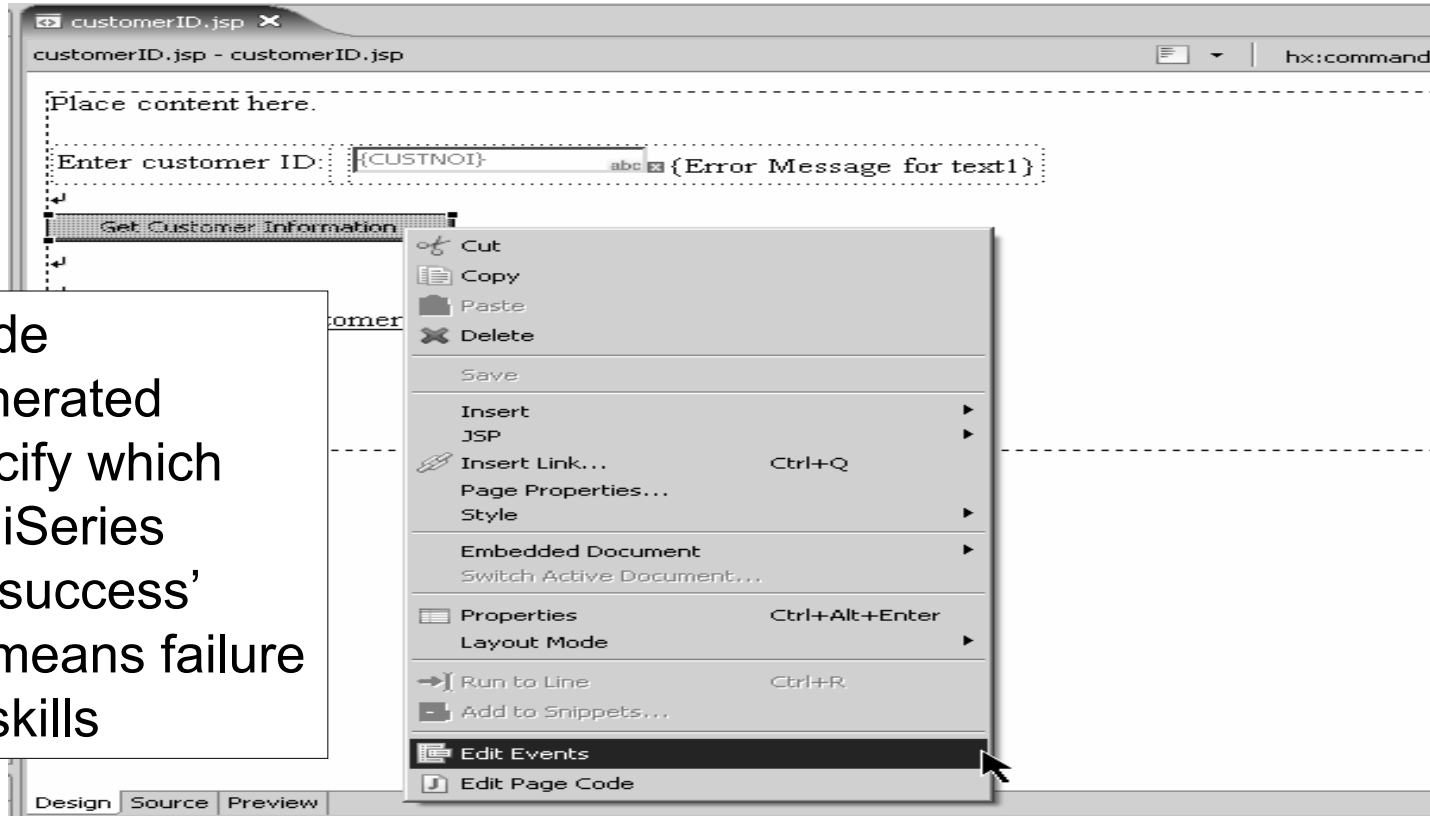 customerID.jsp
customerID.jsp - customerID.jsp
hx:command
Place content here.
Enter customer ID:
{CUSTNOI}
abc
{Error Message for text1}
Get Customer Information
tomer
de
nerated
cify which
iSeries
success’
means failure
skills
Cut
Copy
Paste
Delete
Save
Insert
JSP
Insert Link... Ctrl+Q
Page Properties...
Style
Embedded Document
Switch Active Document...
Properties Ctrl+Alt+Enter
Layout Mode
Run to Line Ctrl+R
Add to Snippets...
Edit Events
Edit Page Code
Design Source Preview